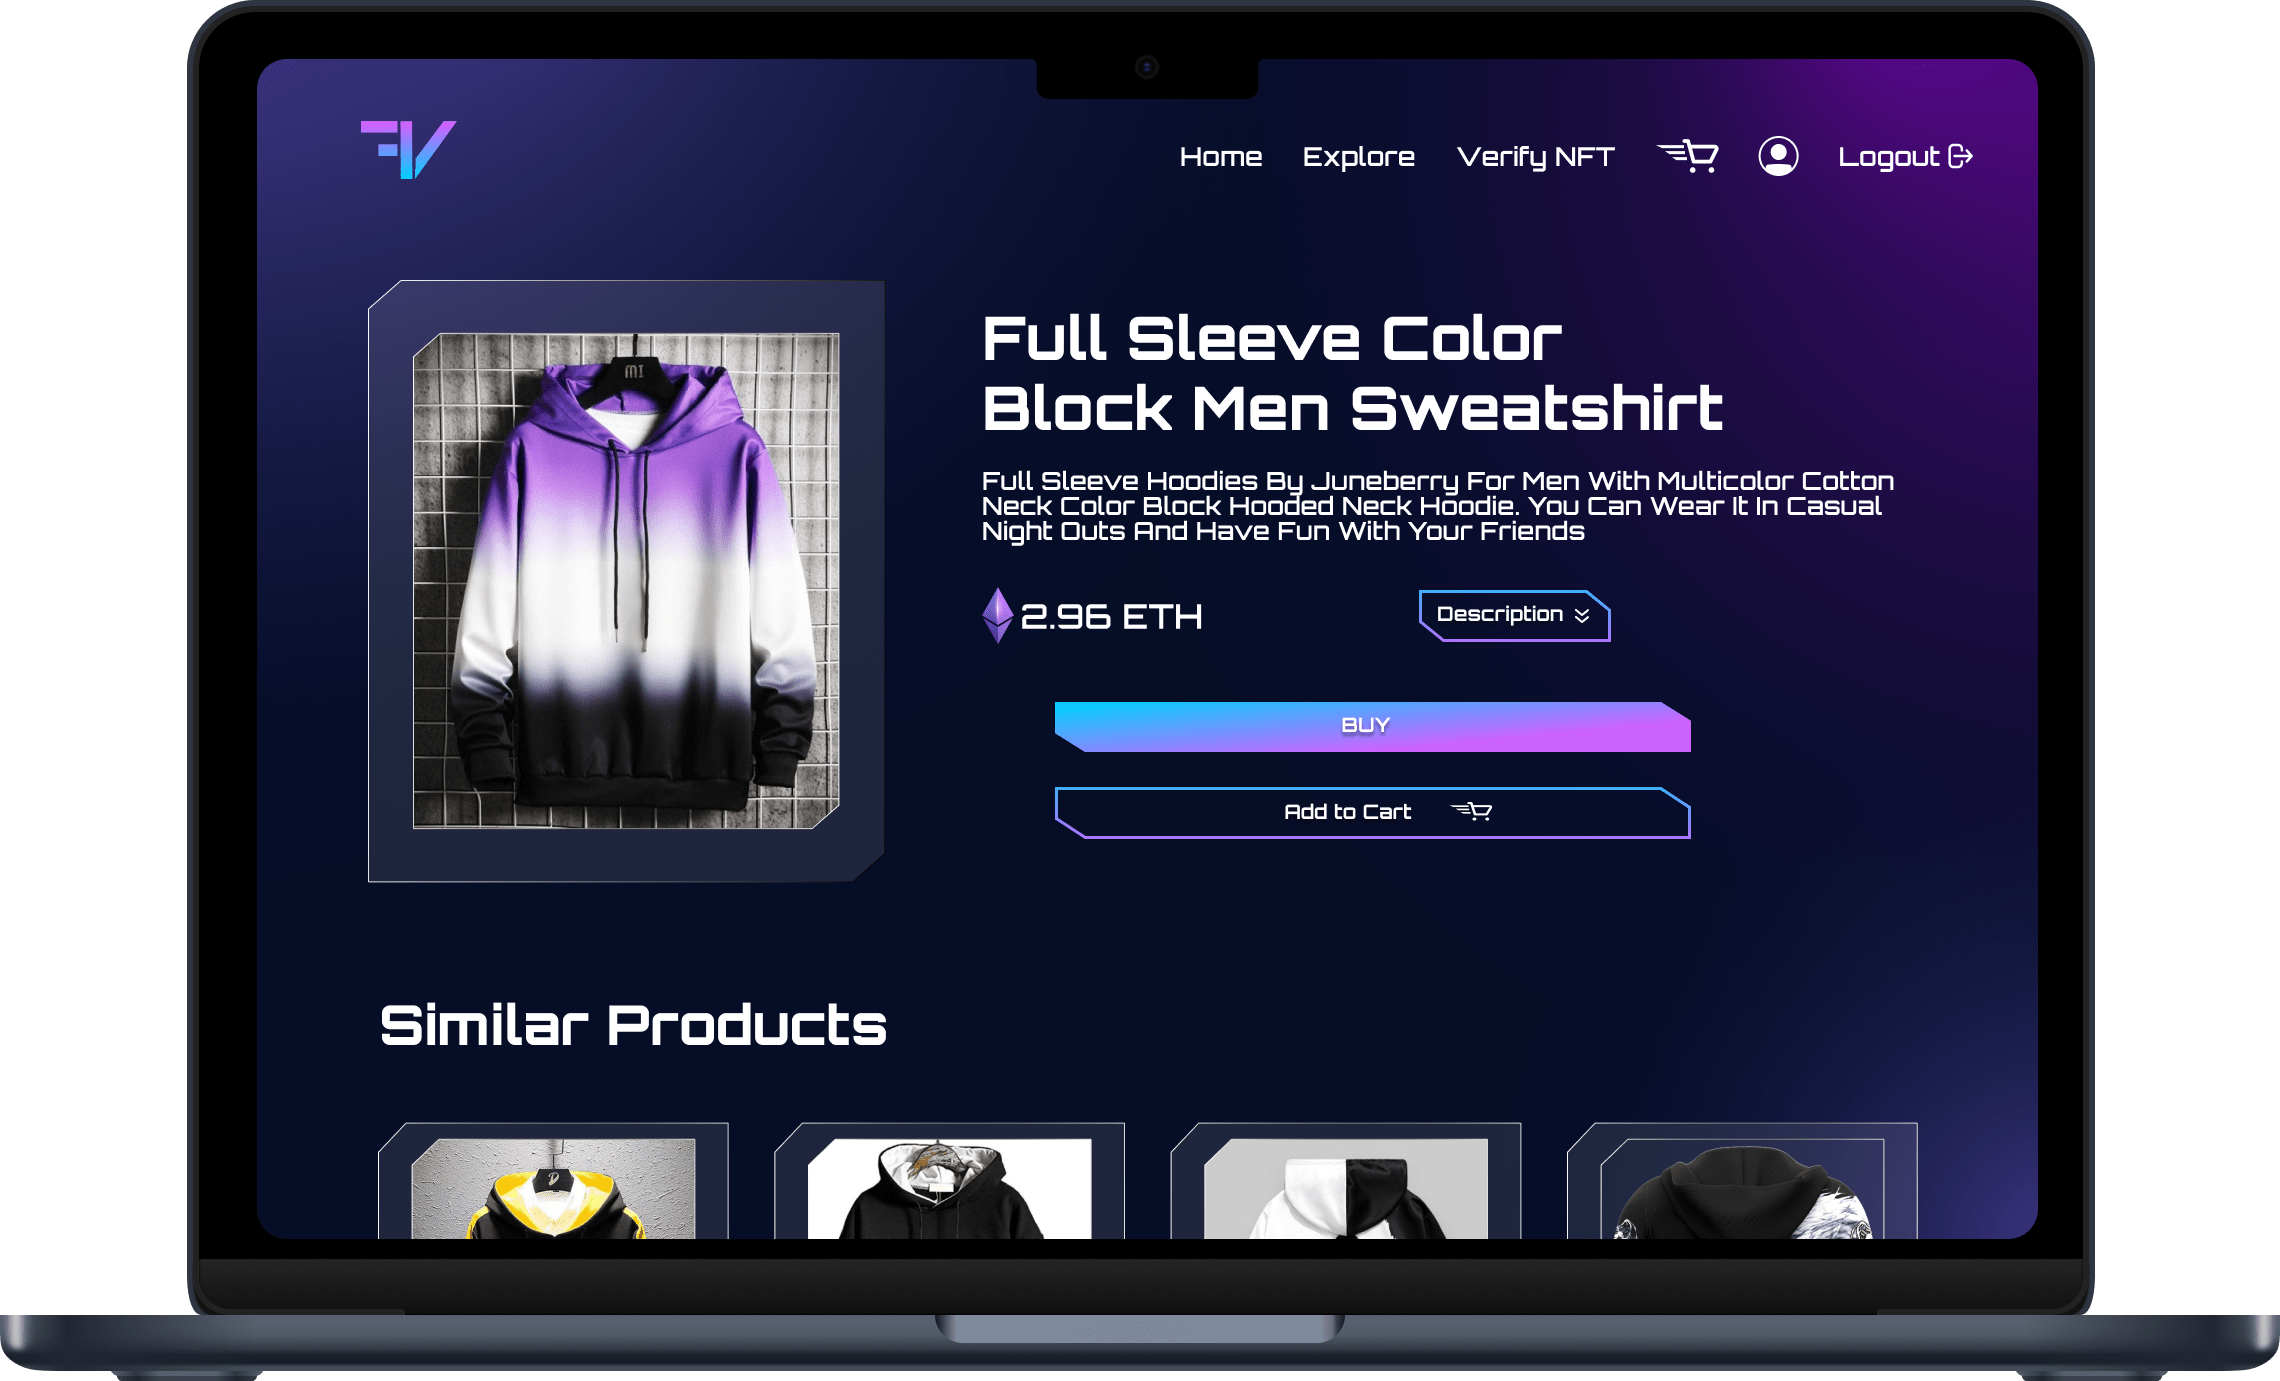 FV
Home Explore Verify NFT Logout
Full Sleeve Color
Block Men Sweatshirt
Full Sleeve Hoodies By Juneberry For Men With Multicolor Cotton
Neck Color Block Hooded Neck Hoodie. You Can Wear It In Casual
Night Outs And Have Fun With Your Friends
2.96 ETH
Description
BUY
Add to Cart
MI
Similar Products
D